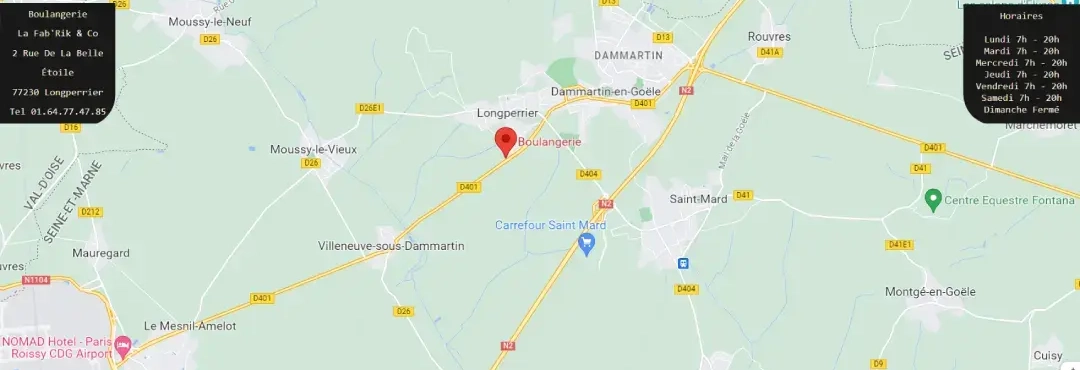 Boulangerie
La Fab'Rik & Co
2 Rue De La Belle
Étoile
77230 Longperrier
Tel 01.64.77.47.85
Horaires
Lundi 7h - 20h
Mardi 7h - 20h
Mercredi 7h - 20h
Jeudi 7h - 20h
Vendredi 7h - 20h
Samedi 7h - 20h
Dimanche Fermé
Moussy-le-Neuf
D26
D13
D13
Rouvres
D41A
DAMMARTIN
Dammartin-en-Goële
N2
D401
D26E1
Longperrier
Boulangerie
D16
Marchemoret
Mail de la Goële
D401
Moussy-le-Vieux
D26
VAL-D'OISE
SEINE-ET-MARNE
D401
D404
D41
D41
Saint-Mard
Centre Equestre Fontana
N2
D212
Carrefour Saint Mard
Mauregard
Villeneuve-sous-Dammartin
D41E1
N1104
D401
D404
Montgé-en-Goële
D26
Le Mesnil-Amelot
NOMAD Hotel - Paris
Roissy CDG Airport
N2
D9
Cuisy